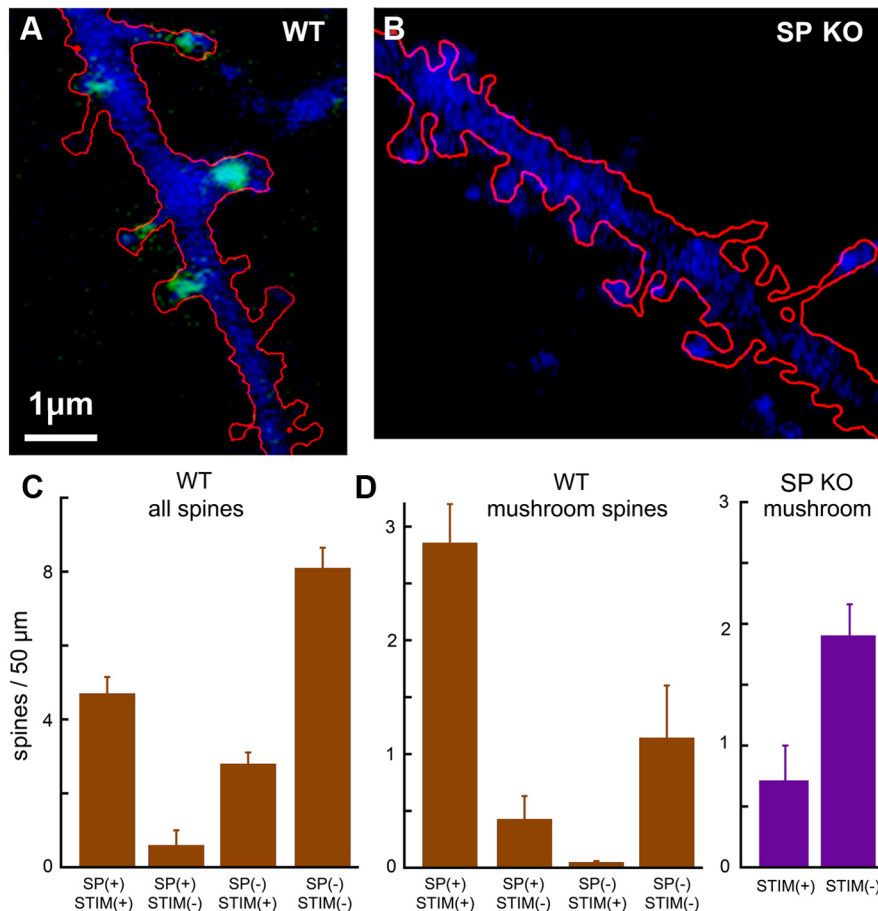 A
WT
B
SP KO
1µm
C
WT
all spines
spines / 50 µm
8
4
0
SP(+)
STIM(+)
SP(+)
STIM(-)
SP(-)
STIM(+)
SP(-)
STIM(-)
D
WT
mushroom spines
3
2
1
0
SP(+)
STIM(+)
SP(+)
STIM(-)
SP(-)
STIM(+)
SP(-)
STIM(-)
SP KO
mushroom
3
2
1
0
STIM(+)
STIM(-)